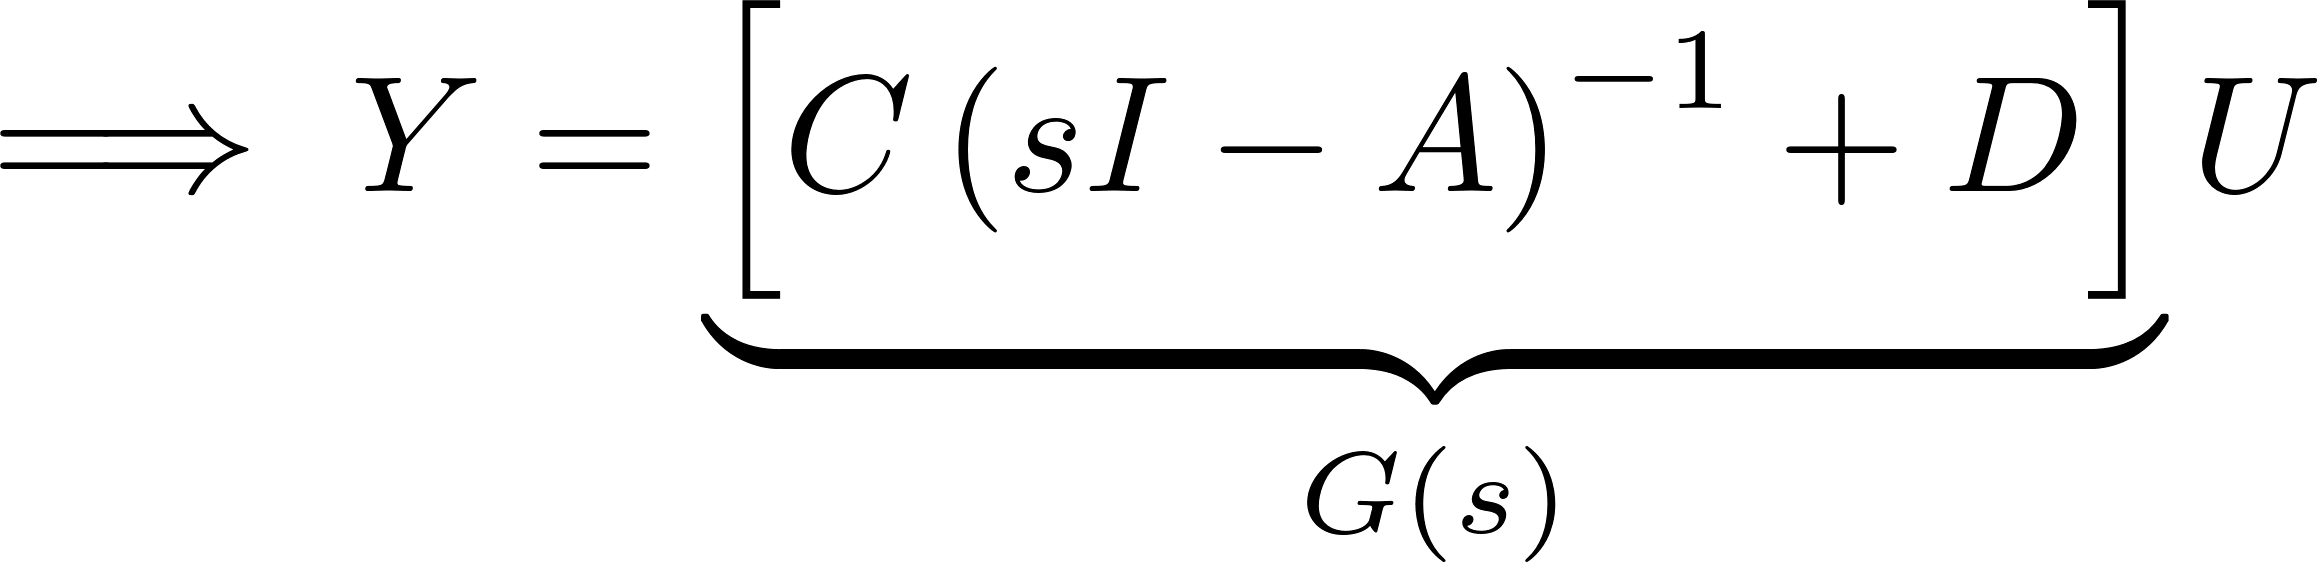 ⟹ Y = [C (sI − A)⁻¹ + D] U
G(s)